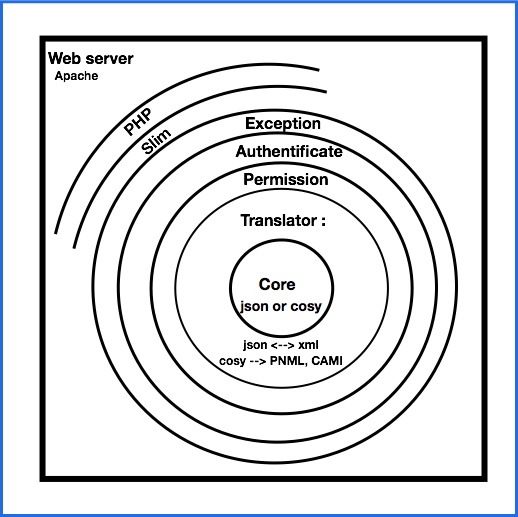 Web server
Apache
PHP
Slim
Exception
Authentificate
Permission
Translator :
Core
json or cosy
json <--> xml
cosy --> PNML, CAMI